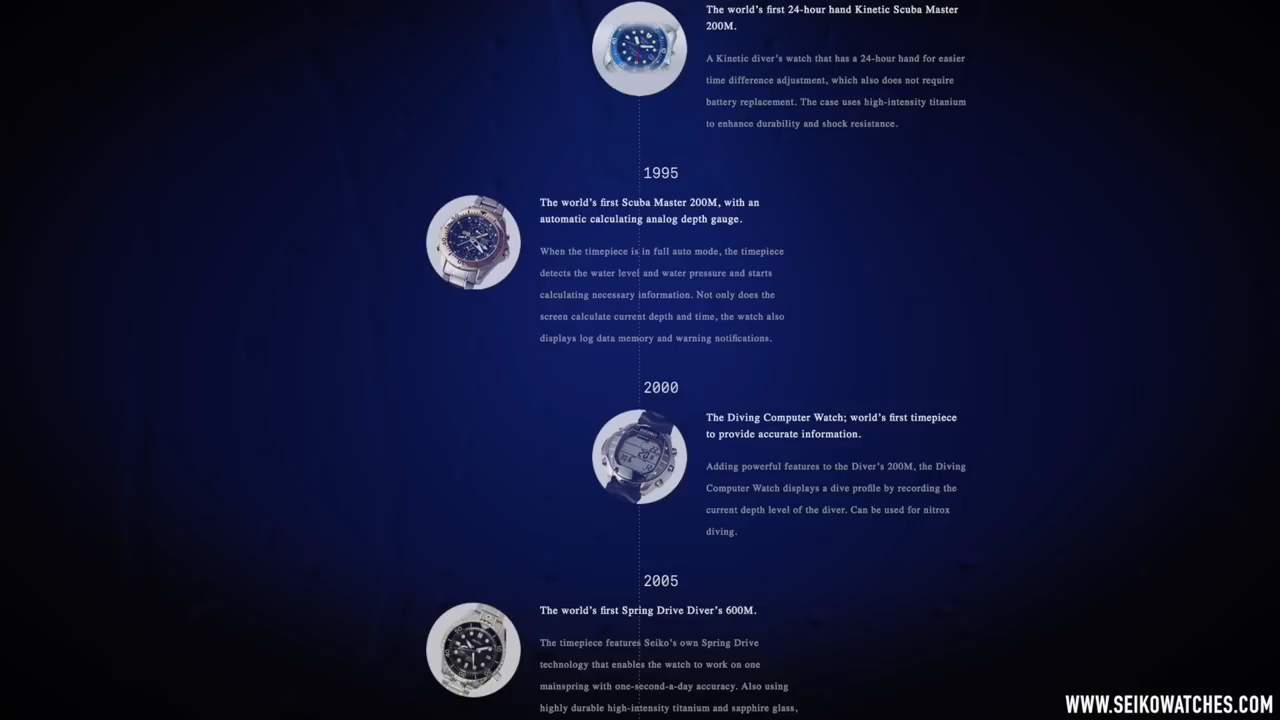 The world's first 24-hour hand Kinetic Scuba Master
200M.
A Kinetic diver's watch that has a 24-hour hand for easier
time difference adjustment, which also does not require
battery replacement. The case uses high-intensity titanium
to enhance durability and shock resistance.
1995
The world's first Scuba Master 200M, with an
automatic calculating analog depth gauge.
When the timepiece is in full auto mode, the timepiece
detects the water level and water pressure and starts
calculating necessary information. Not only does the
screen calculate current depth and time, the watch also
displays log data memory and warning notifications.
2000
The Diving Computer Watch; world's first timepiece
to provide accurate information.
Adding powerful features to the Diver's 200M, the Diving
Computer Watch displays a dive profile by recording the
current depth level of the diver. Can be used for nitrox
diving.
2005
The world's first Spring Drive Diver's 600M.
The timepiece features Seiko's own Spring Drive
technology that enables the watch to work on one
mainspring with one-second-a-day accuracy. Also using
highly durable high-intensity titanium and sapphire glass,
WWW.SEIKOWATCHES.COM